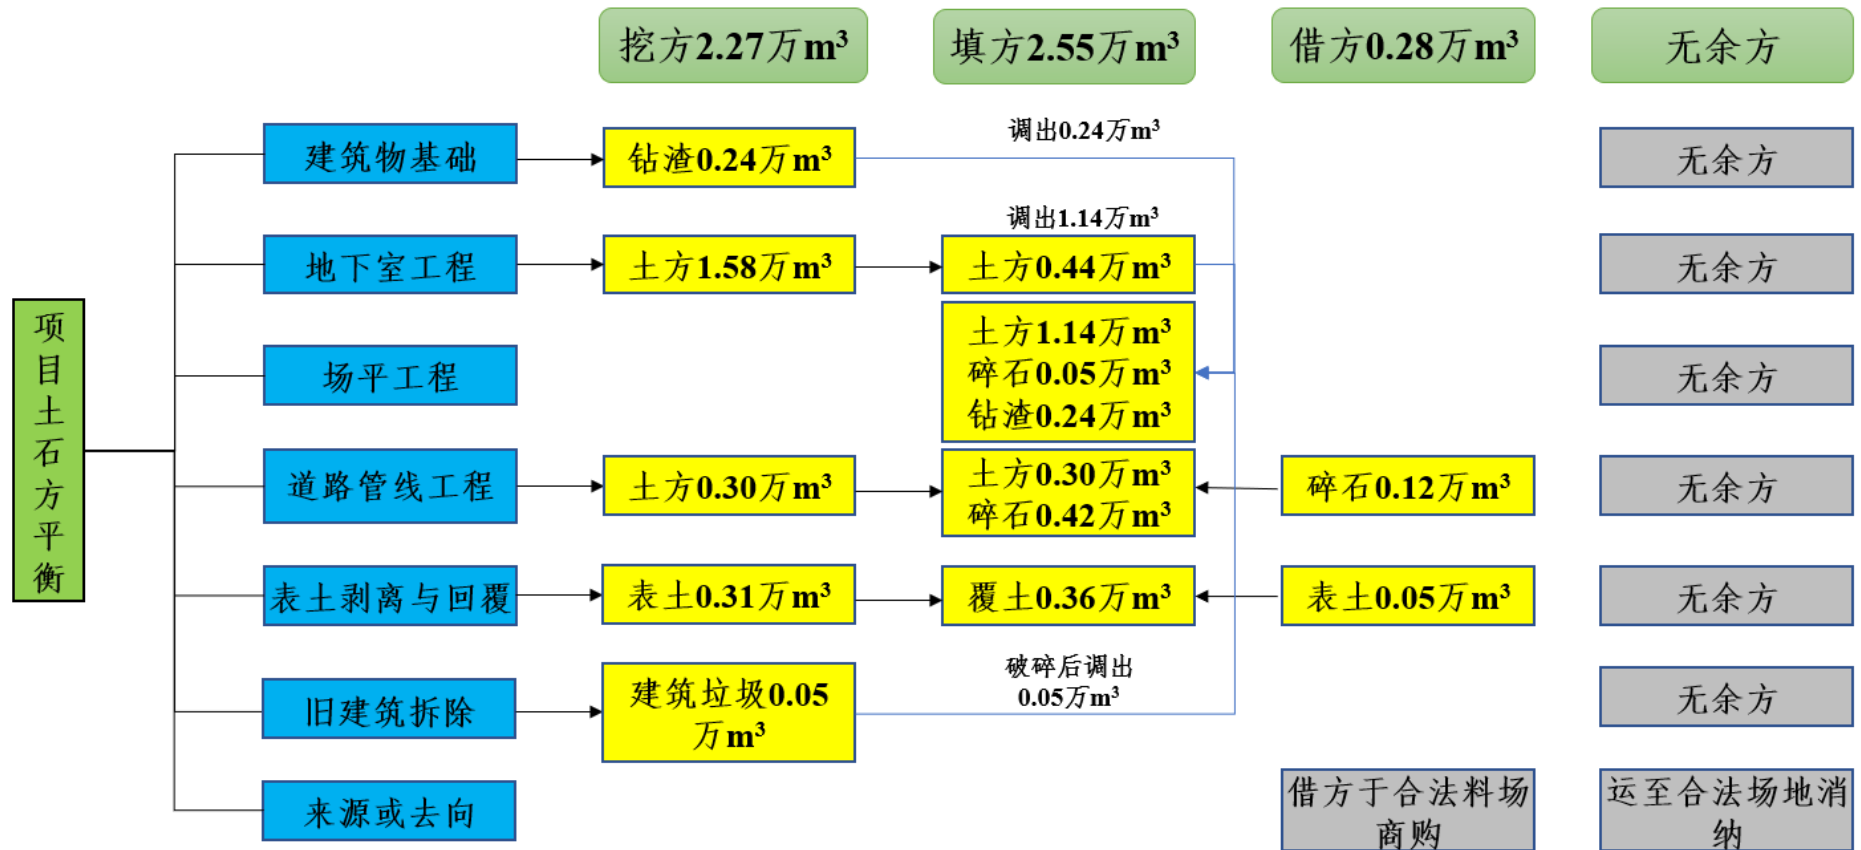 挖方2.27万m³
填方2.55万m³
借方0.28万m³
无余方
项
目
土
石
方
平
衡
建筑物基础
钻渣0.24万m³
调出0.24万m³
无余方
地下室工程
土方1.58万m³
调出1.14万m³
土方0.44万m³
无余方
场平工程
土方1.14万m³
碎石0.05万m³
钻渣0.24万m³
无余方
道路管线工程
土方0.30万m³
土方0.30万m³
碎石0.42万m³
碎石0.12万m³
无余方
表土剥离与回覆
表土0.31万m³
覆土0.36万m³
表土0.05万m³
无余方
旧建筑拆除
建筑垃圾0.05
万m³
破碎后调出
0.05万m³
无余方
来源或去向
借方于合法料场
商购
运至合法场地消
纳